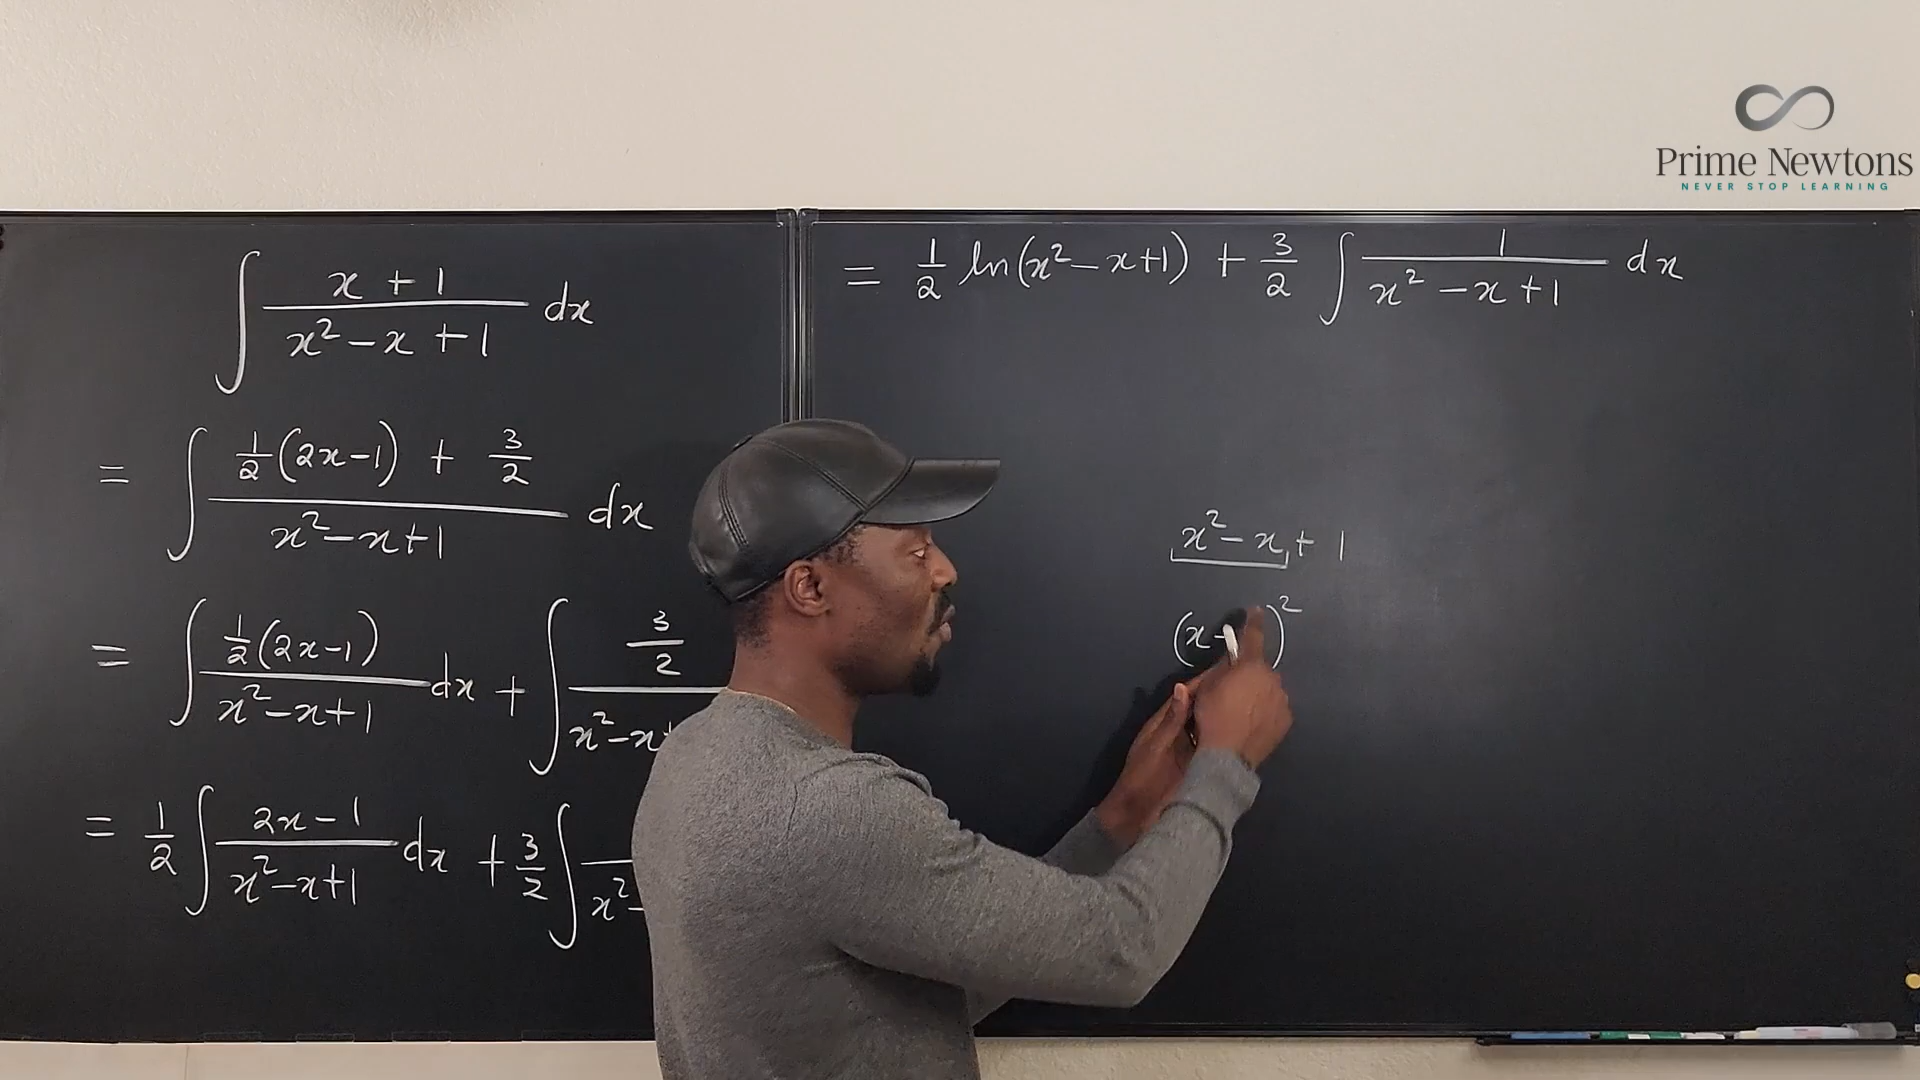 Prime Newtons
NEVER STOP LEARNING
∫ (x + 1)/(x² − x + 1) dx
= ∫ (½(2x−1) + 3/2)/(x² − x + 1) dx
= ∫ ½(2x−1)/(x² − x + 1) dx + ∫ (3/2)/(x² − x +
= ½ ∫ (2x − 1)/(x² − x + 1) dx + 3/2 ∫ x² −
= ½ ln(x² − x + 1) + 3/2 ∫ 1/(x² − x + 1) dx
x² − x + 1
(x − )²